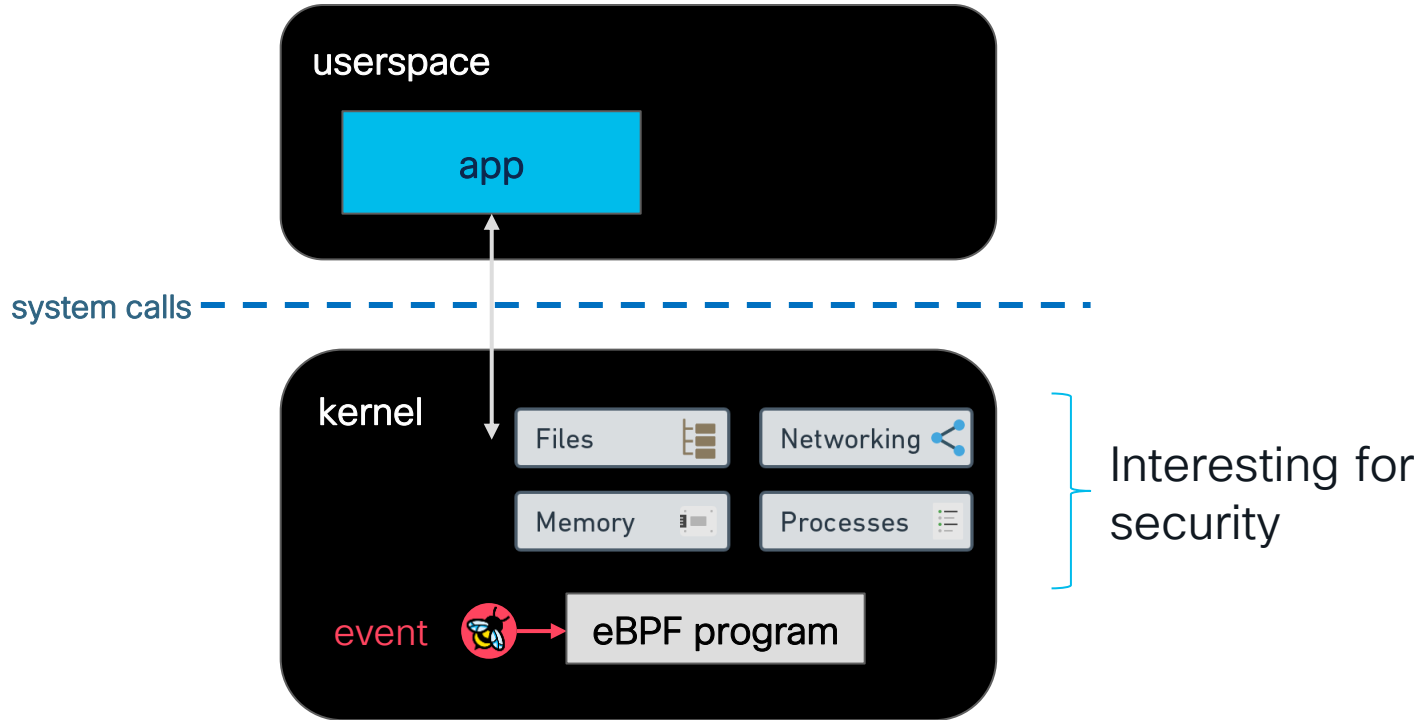 userspace
app
system calls
kernel
Files
Networking
Memory
Processes
Interesting for
security
event
eBPF program